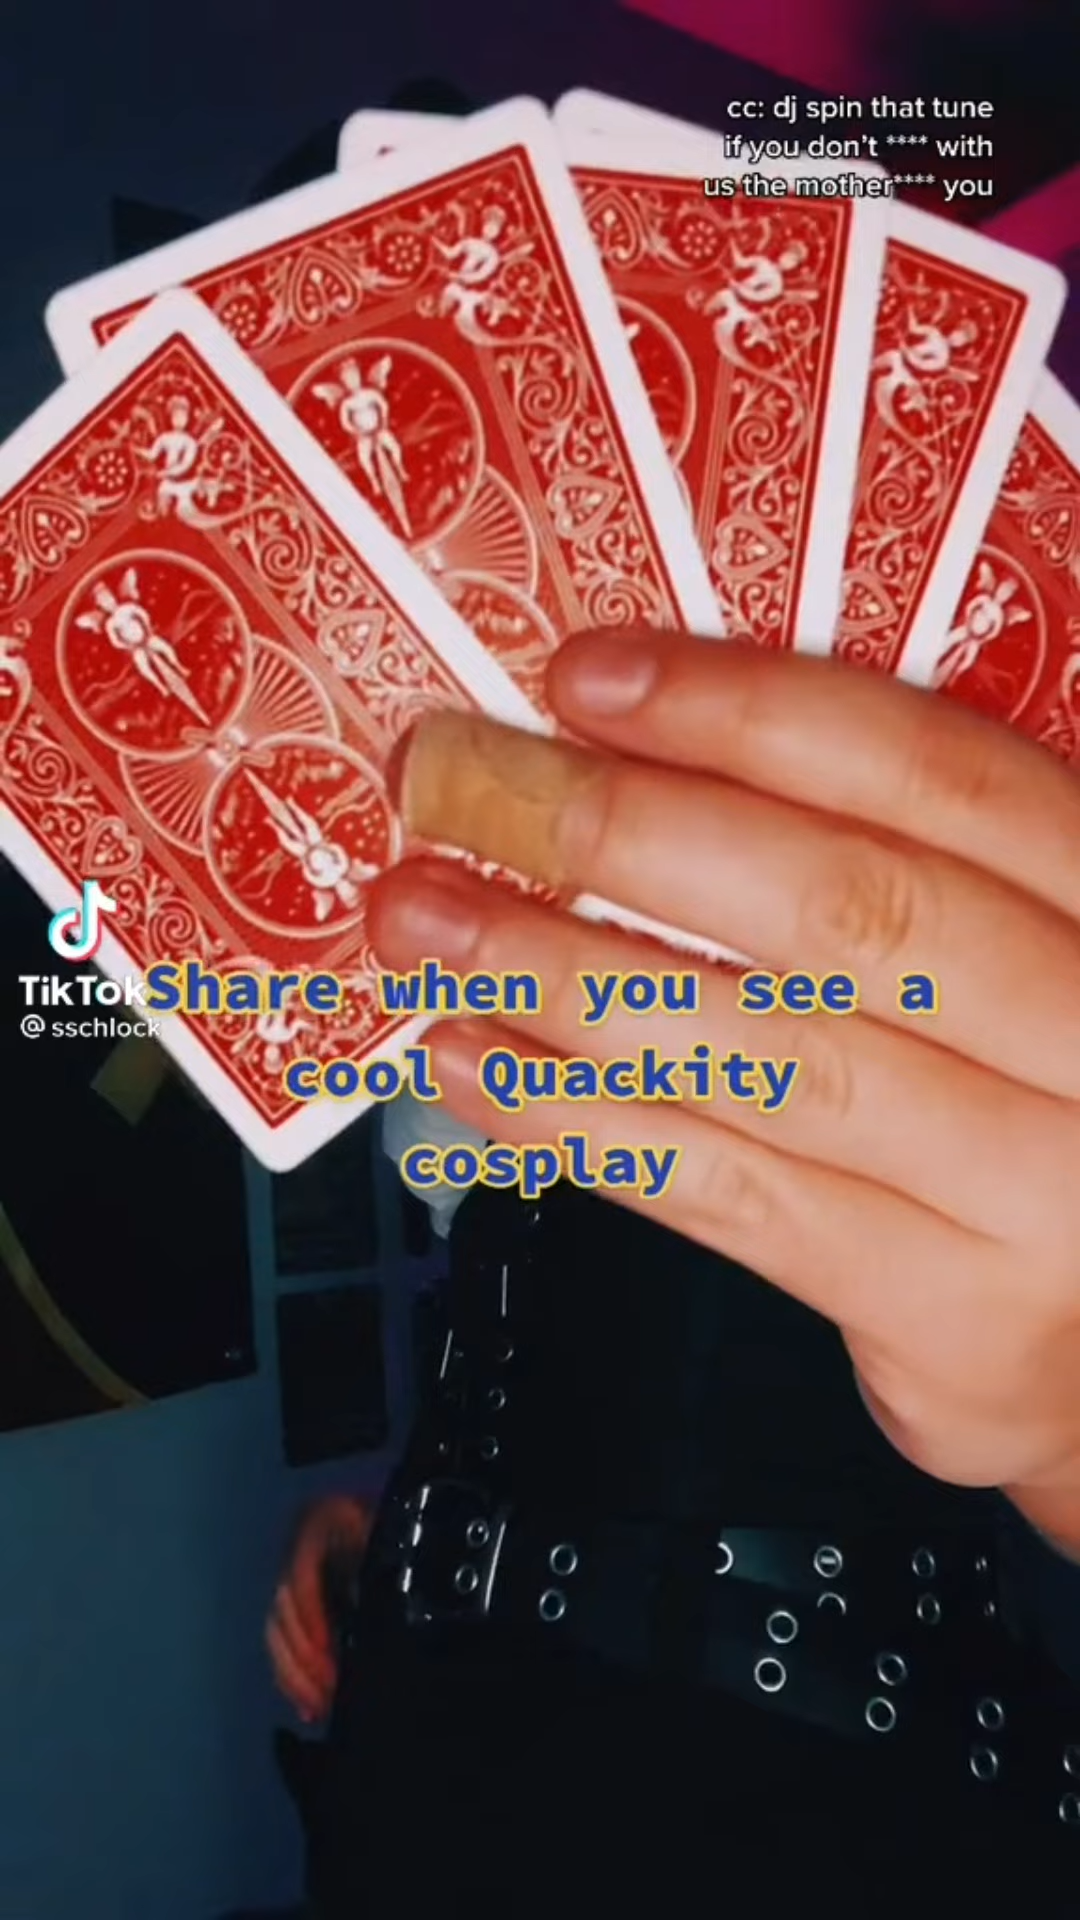 cc: dj spin that tune
if you don't **** with
us the mother**** you
TikTok
@sschlock
Share when you see a
cool Quackity
cosplay